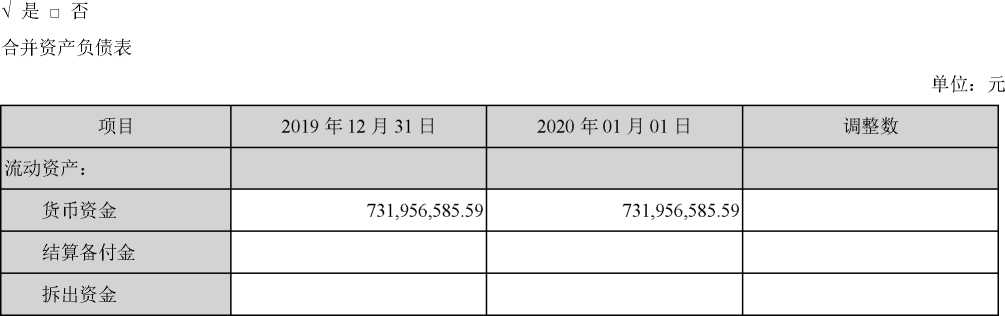 √ 是 □ 否
合并资产负债表
单位：元
项目 2019 年 12 月 31 日 2020 年 01 月 01 日 调整数
流动资产：
货币资金 731,956,585.59 731,956,585.59
结算备付金
拆出资金